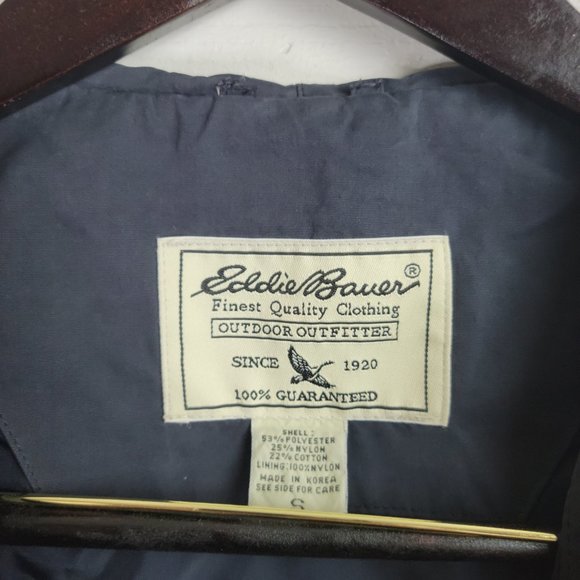 Eddie Bauer®
Finest Quality Clothing
OUTDOOR OUTFITTER
SINCE 1920
100% GUARANTEED
SHELL:
53% POLYESTER
25% NYLON
22% COTTON
LINING:100% NYLON
MADE IN KOREA
SEE SIDE FOR CARE
S